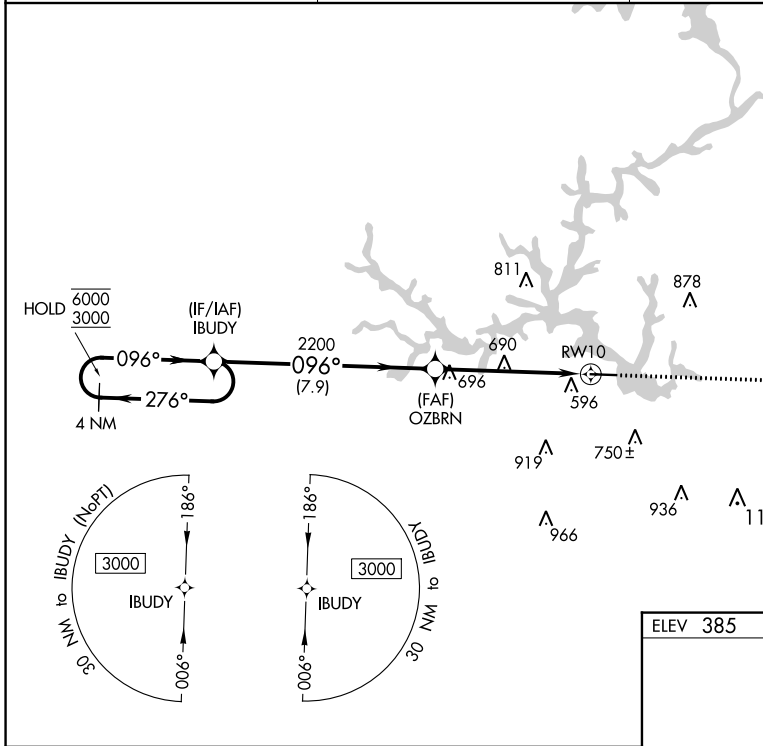 811
878
HOLD 6000
3000
(IF/IAF)
IBUDY
2200
096°
(7.9)
690
RW10
096°
276°
4 NM
696
596
(FAF)
OZBRN
919
750±
966
936
30 NM to IBUDY (NoPT)
186°
3000
IBUDY
006°
186°
3000
IBUDY
006°
30 NM to IBUDY
ELEV 385